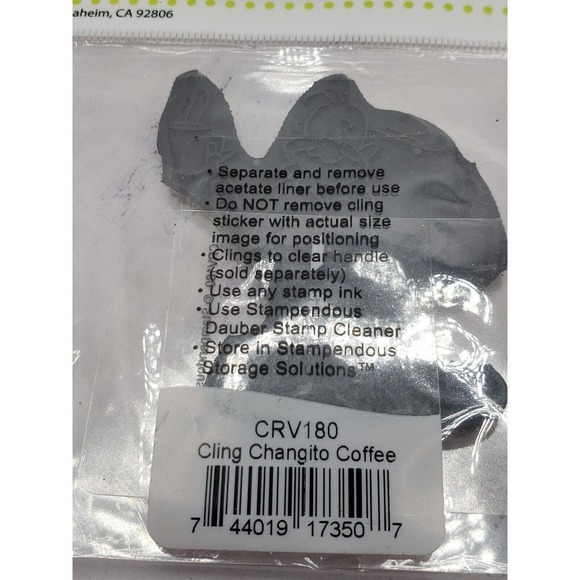 aheim, CA 92806
• Separate and remove
acetate liner before use
• Do NOT remove cling
sticker with actual size
image for positioning
• Clings to clear handle
(sold separately)
• Use any stamp ink
• Use Stampendous
Dauber Stamp Cleaner
• Store in Stampendous
Storage Solutions™
CRV180
Cling Changito Coffee
7 44019 17350 7